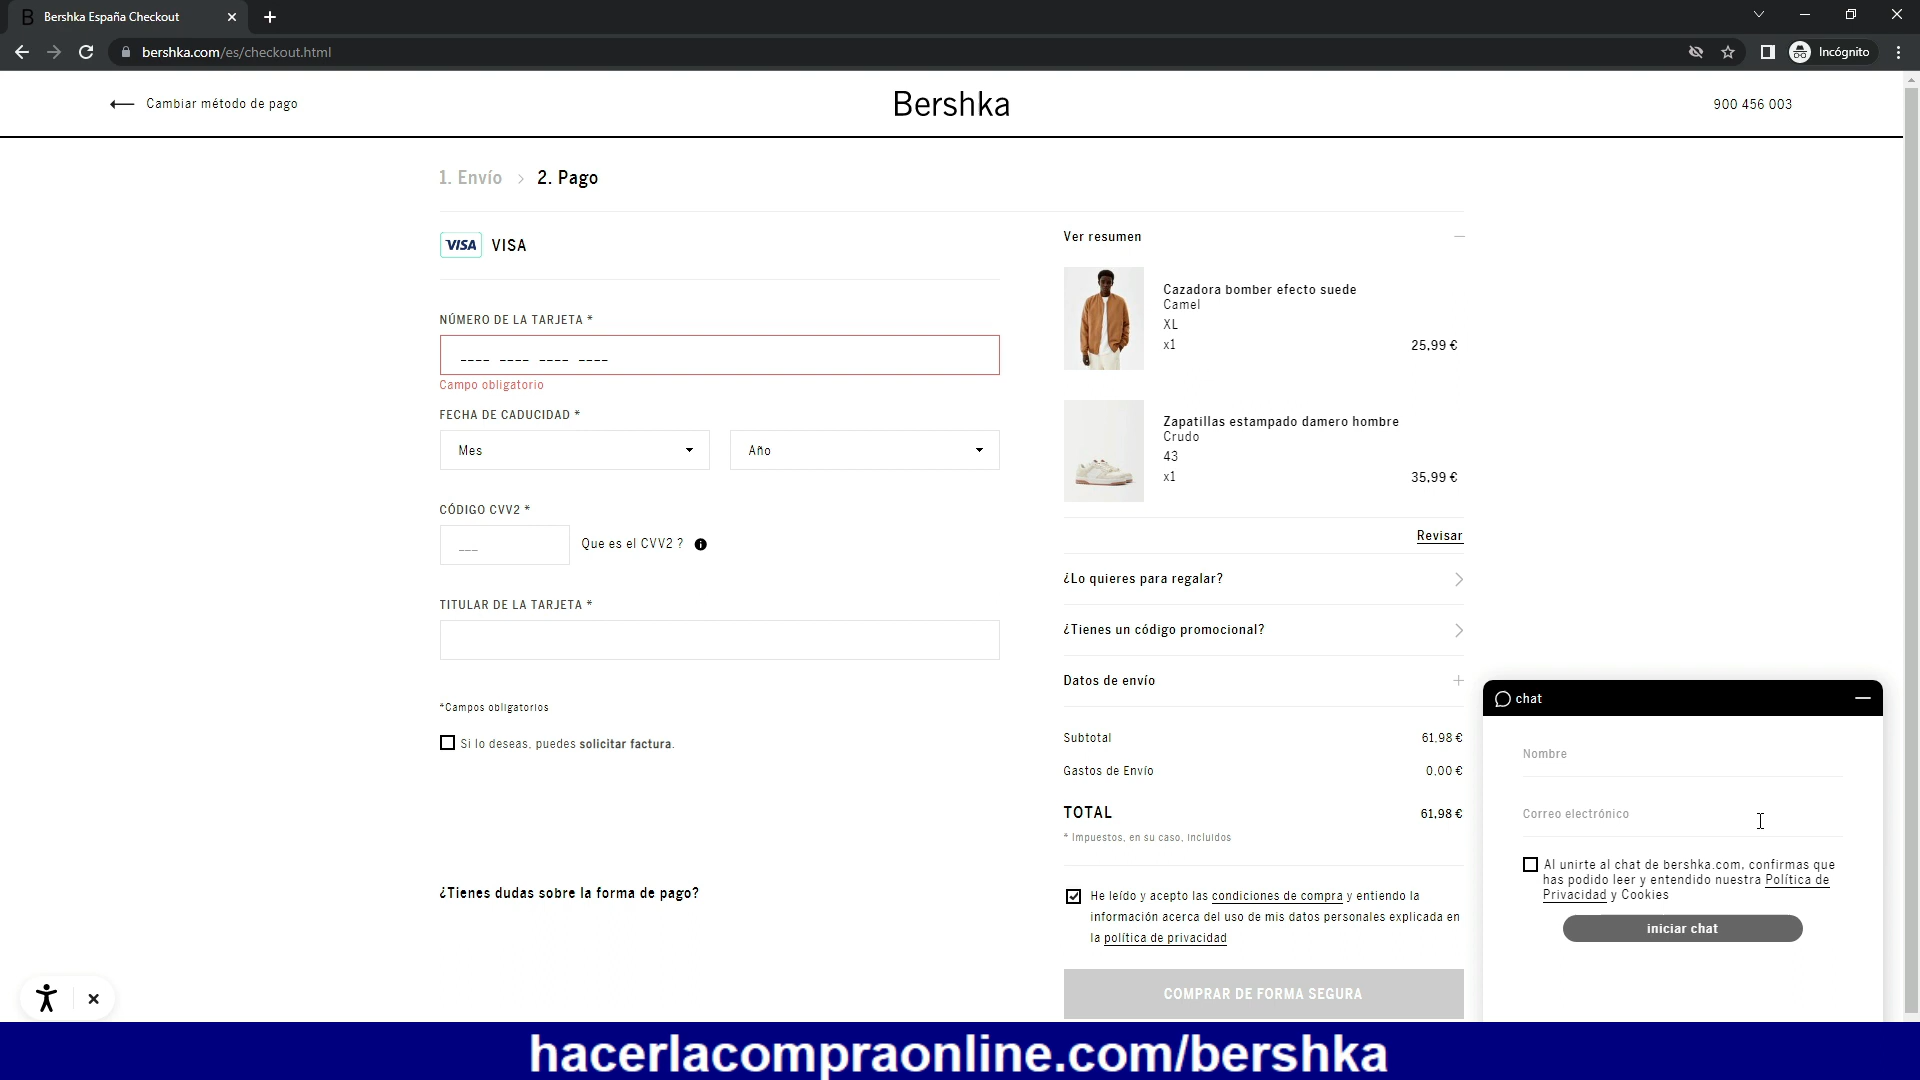 Bershka España Checkout
bershka.com/es/checkout.html
Incógnito
Cambiar método de pago
Bershka
900 456 003
1. Envío > 2. Pago
VISA VISA
NÚMERO DE LA TARJETA *
____ ____ ____ ____
Campo obligatorio
FECHA DE CADUCIDAD *
Mes
Año
CÓDIGO CVV2 *
___
Que es el CVV2 ?
TITULAR DE LA TARJETA *
*Campos obligatorios
Si lo deseas, puedes solicitar factura.
¿Tienes dudas sobre la forma de pago?
Ver resumen
Cazadora bomber efecto suede
Camel
XL
x1
25,99 €
Zapatillas estampado damero hombre
Crudo
43
x1
35,99 €
Revisar
¿Lo quieres para regalar?
¿Tienes un código promocional?
Datos de envío
Subtotal 61,98 €
Gastos de Envío 0,00 €
TOTAL 61,98 €
* Impuestos, en su caso, incluidos
He leído y acepto las condiciones de compra y entiendo la
información acerca del uso de mis datos personales explicada en
la política de privacidad
COMPRAR DE FORMA SEGURA
chat
Nombre
Correo electrónico
Al unirte al chat de bershka.com, confirmas que
has podido leer y entendido nuestra Política de
Privacidad y Cookies
iniciar chat
hacerlacompraonline.com/bershka